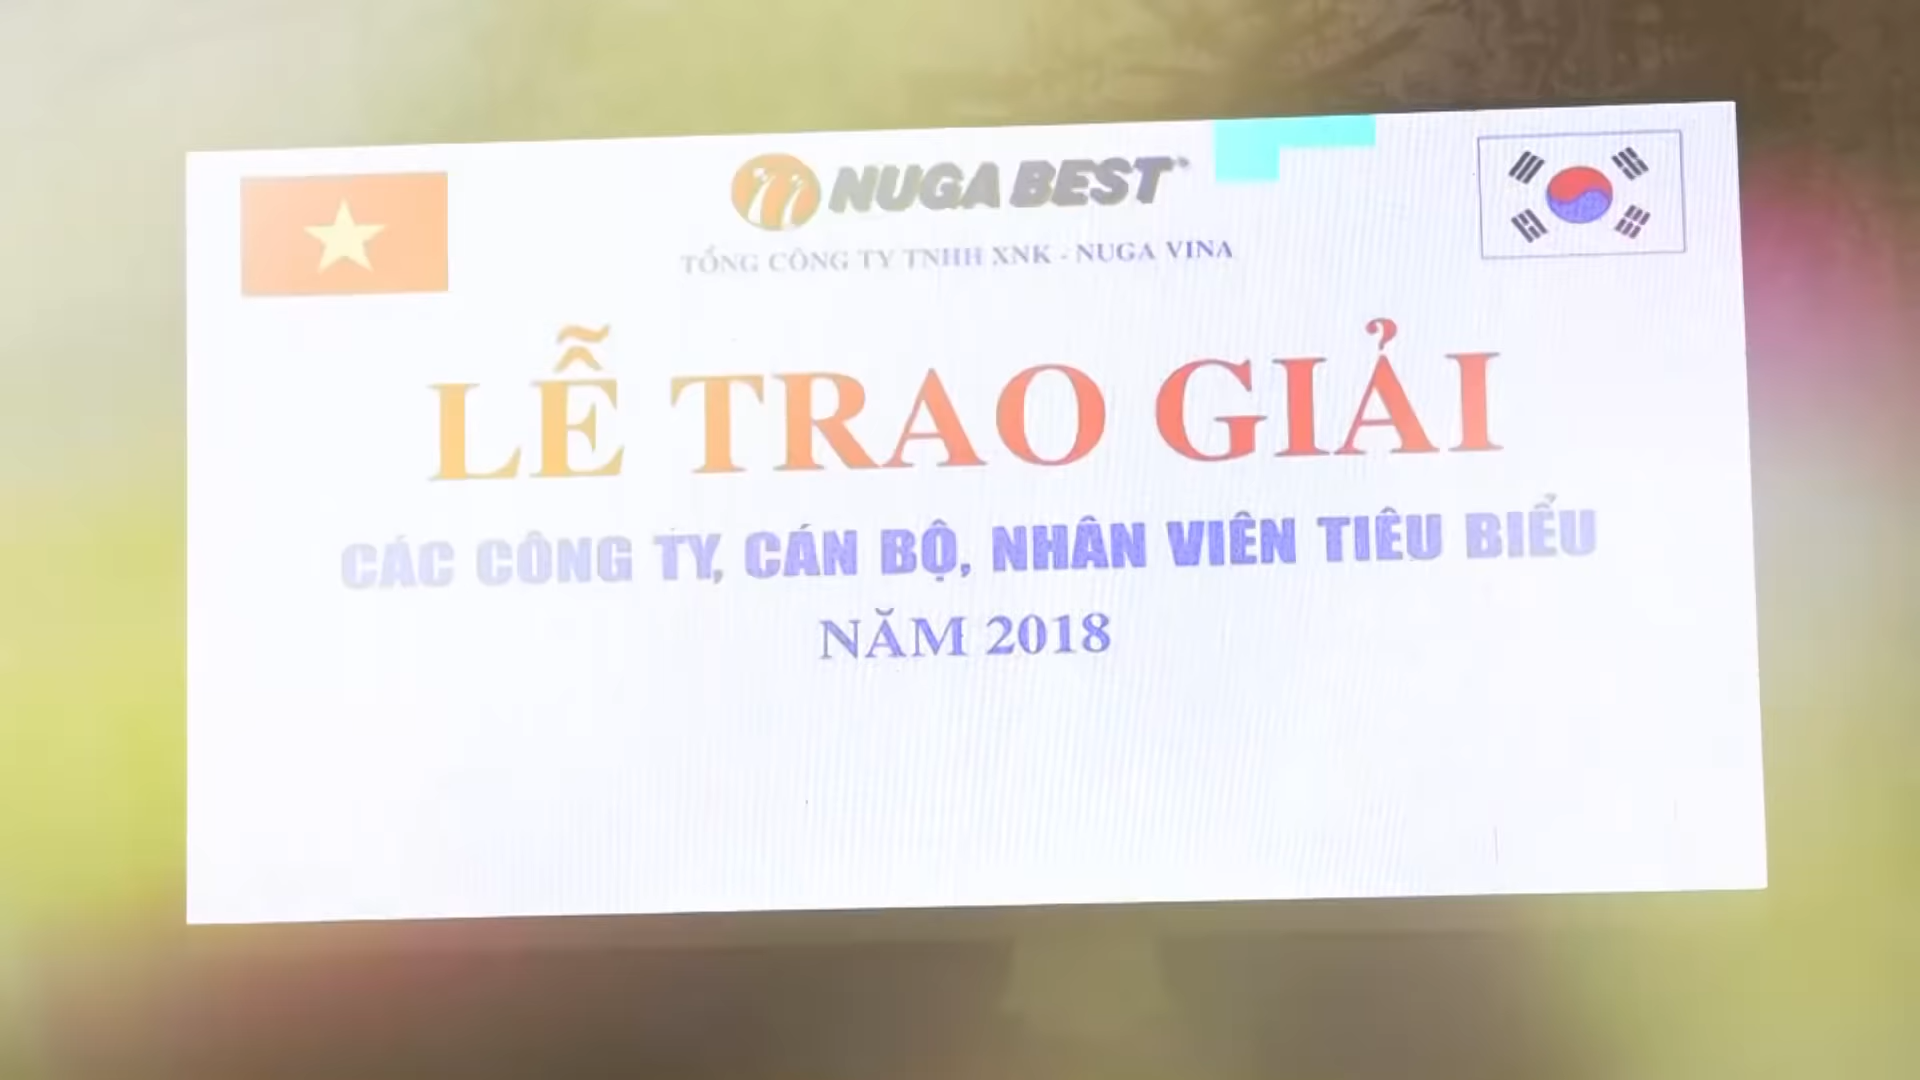 NUGA BEST
TỔNG CÔNG TY TNHH XNK - NUGA VINA
LỄ TRAO GIẢI
CÁC CÔNG TY, CÁN BỘ, NHÂN VIÊN TIÊU BIỂU
NĂM 2018